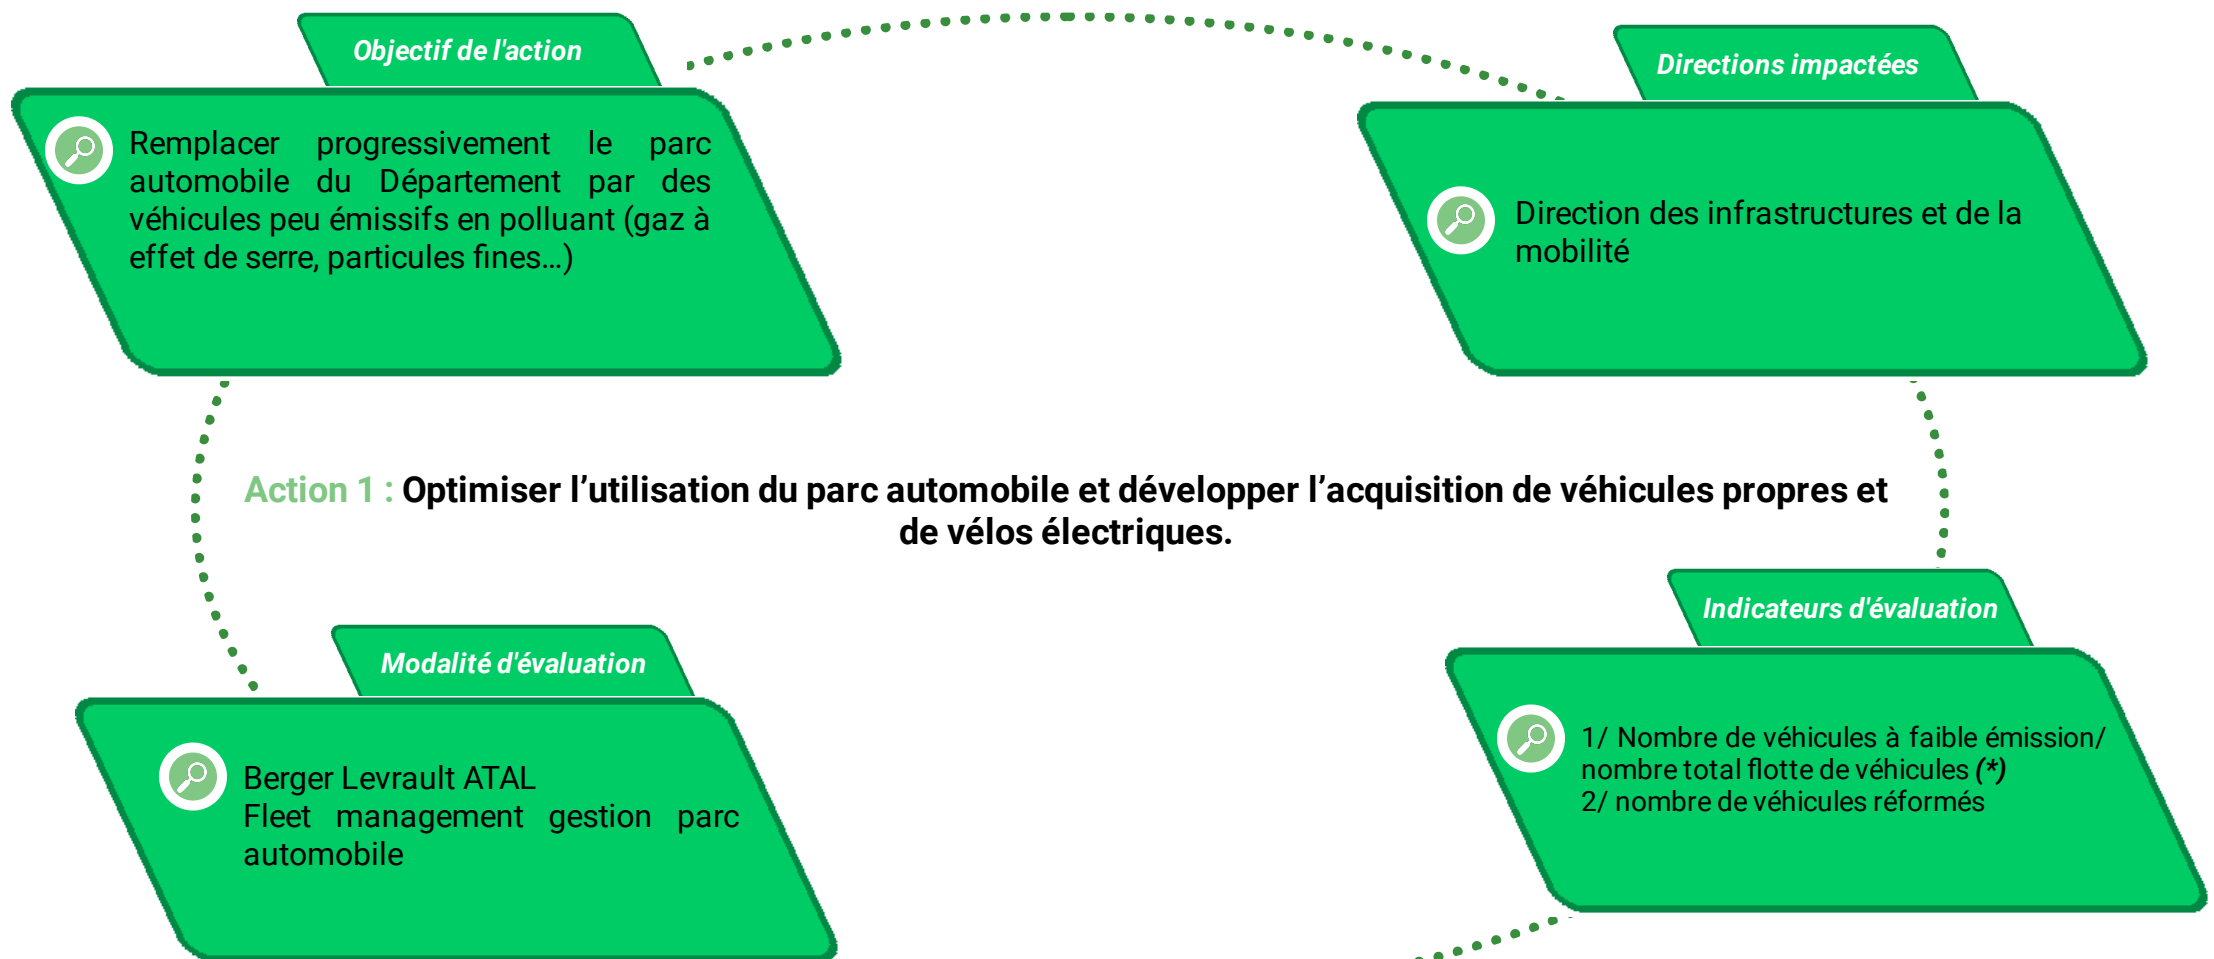 Objectif de l'action
Remplacer progressivement le parc
automobile du Département par des
véhicules peu émissifs en polluant (gaz à
effet de serre, particules fines...)
Directions impactées
Direction des infrastructures et de la
mobilité
Action 1 : Optimiser l’utilisation du parc automobile et développer l’acquisition de véhicules propres et
de vélos électriques.
Modalité d'évaluation
Berger Levrault ATAL
Fleet management gestion parc
automobile
Indicateurs d'évaluation
1/ Nombre de véhicules à faible émission/
nombre total flotte de véhicules (*)
2/ nombre de véhicules réformés